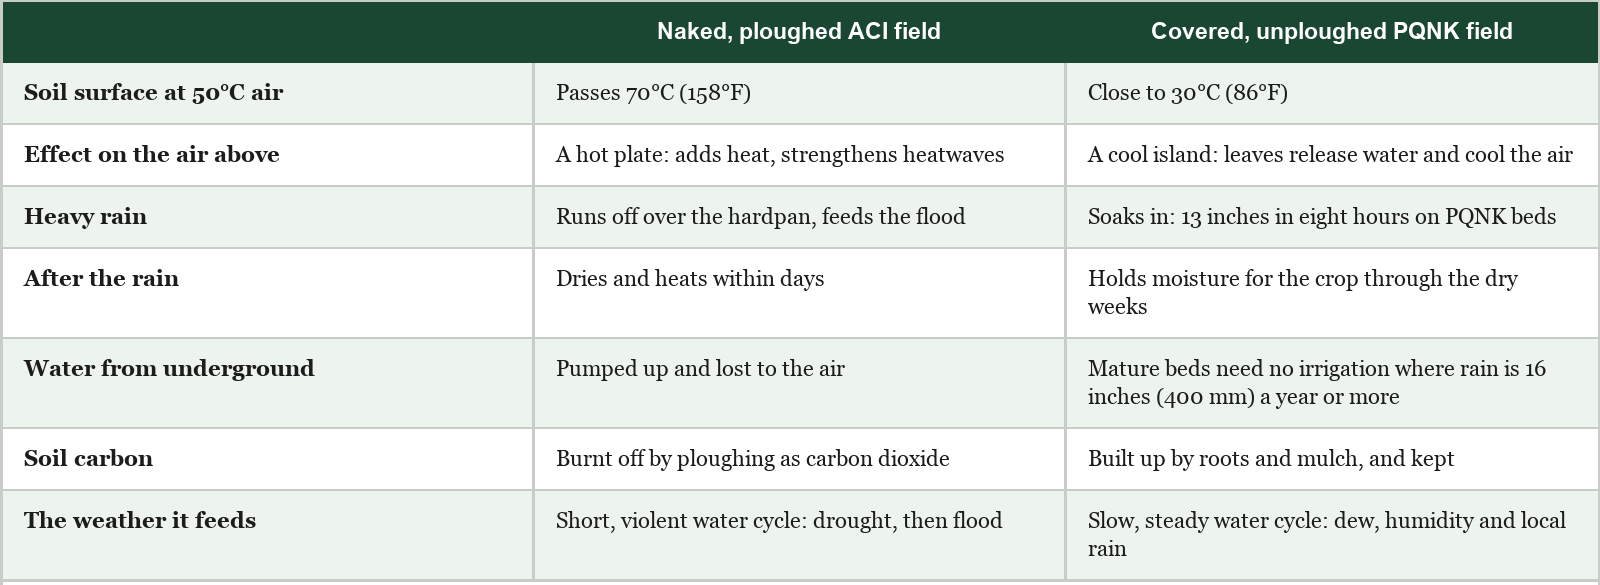 Naked, ploughed ACI field
Covered, unploughed PQNK field
Soil surface at 50°C air
Passes 70°C (158°F)
Close to 30°C (86°F)
Effect on the air above
A hot plate: adds heat, strengthens heatwaves
A cool island: leaves release water and cool the air
Heavy rain
Runs off over the hardpan, feeds the flood
Soaks in: 13 inches in eight hours on PQNK beds
After the rain
Dries and heats within days
Holds moisture for the crop through the dry
weeks
Water from underground
Pumped up and lost to the air
Mature beds need no irrigation where rain is 16
inches (400 mm) a year or more
Soil carbon
Burnt off by ploughing as carbon dioxide
Built up by roots and mulch, and kept
The weather it feeds
Short, violent water cycle: drought, then flood
Slow, steady water cycle: dew, humidity and local
rain